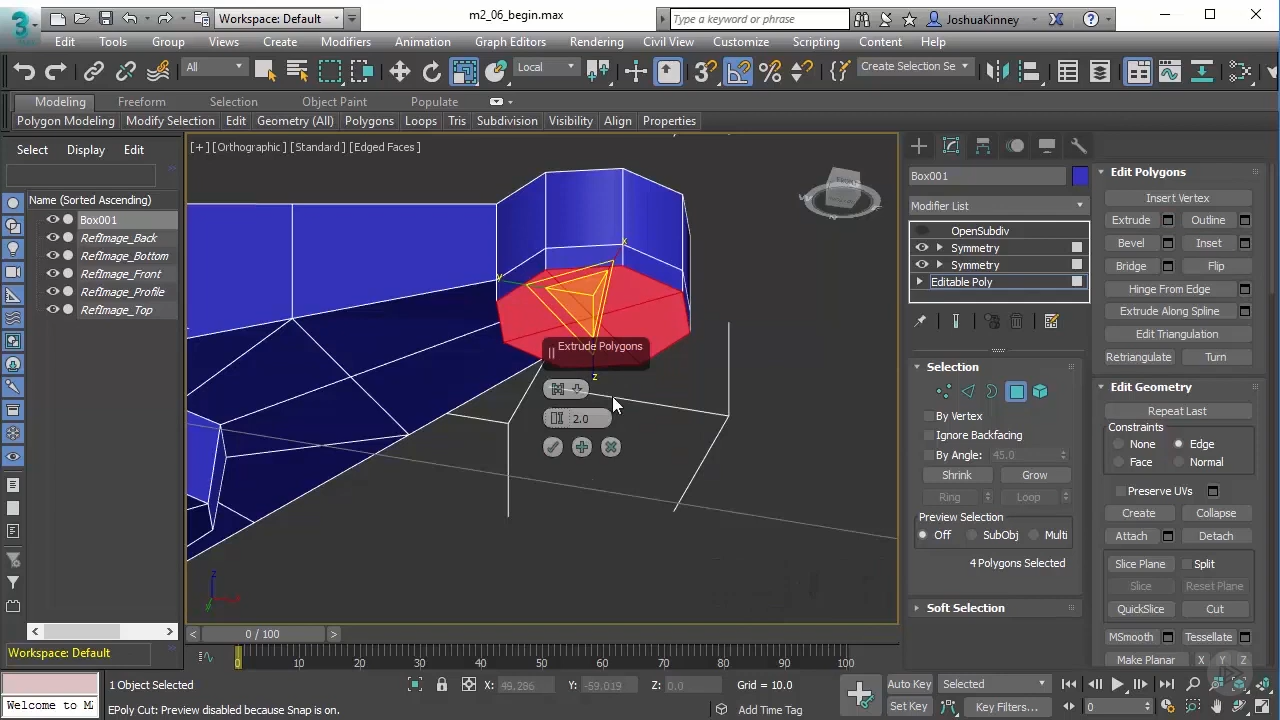 Workspace: Default
m2_06_begin.max
Type a keyword or phrase
JoshuaKinney
3
MAX
Edit Tools Group Views Create Modifiers Animation Graph Editors Rendering Civil View Customize Scripting Content Help
All
Local
Create Selection Se
Modeling Freeform Selection Object Paint Populate
Polygon Modeling Modify Selection Edit Geometry (All) Polygons Loops Tris Subdivision Visibility Align Properties
Select Display Edit
Name (Sorted Ascending)
Box001
RefImage_Back
RefImage_Bottom
RefImage_Front
RefImage_Profile
RefImage_Top
Workspace: Default
[ + ] [ Orthographic ] [ Standard ] [ Edged Faces ]
x
y
z
Extrude Polygons
2.0
Box001
Modifier List
OpenSubdiv
Symmetry
Symmetry
Editable Poly
Selection
By Vertex
Ignore Backfacing
By Angle: 45.0
Shrink Grow
Ring Loop
Preview Selection
Off SubObj Multi
4 Polygons Selected
Soft Selection
Edit Polygons
Insert Vertex
Extrude Outline
Bevel Inset
Bridge Flip
Hinge From Edge
Extrude Along Spline
Edit Triangulation
Retriangulate Turn
Edit Geometry
Repeat Last
Constraints
None Edge
Face Normal
Preserve UVs
Create Collapse
Attach Detach
Slice Plane Split
Slice Reset Plane
QuickSlice Cut
MSmooth Tessellate
Make Planar X Y Z
0 / 100
0 10 20 30 40 50 60 70 80 90 100
1 Object Selected
X: 49.286 Y: -59.019 Z: 0.0 Grid = 10.0
Auto Key Selected
Welcome to M
EPoly Cut: Preview disabled because Snap is on.
Add Time Tag
Set Key Key Filters... 0